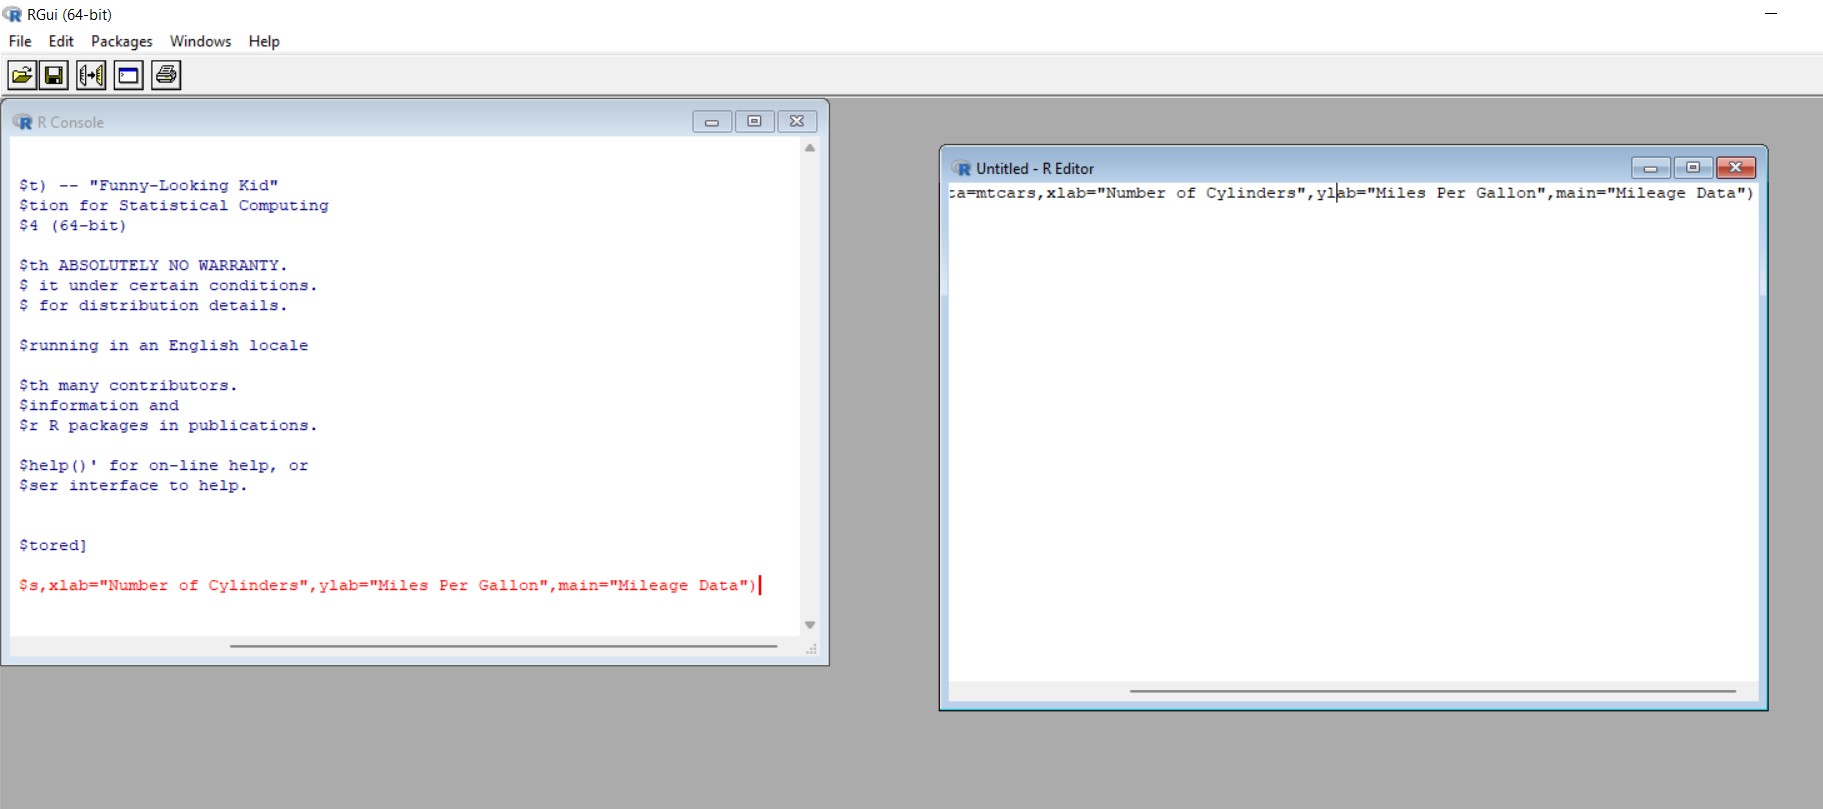 RGui (64-bit)
File Edit Packages Windows Help
R Console
$t) -- "Funny-Looking Kid"
$tion for Statistical Computing
$4 (64-bit)
$th ABSOLUTELY NO WARRANTY.
$ it under certain conditions.
$ for distribution details.
$running in an English locale
$th many contributors.
$information and
$r R packages in publications.
$help()' for on-line help, or
$ser interface to help.
$tored]
$s,xlab="Number of Cylinders",ylab="Miles Per Gallon",main="Mileage Data")
Untitled - R Editor
ta=mtcars,xlab="Number of Cylinders",ylab="Miles Per Gallon",main="Mileage Data")